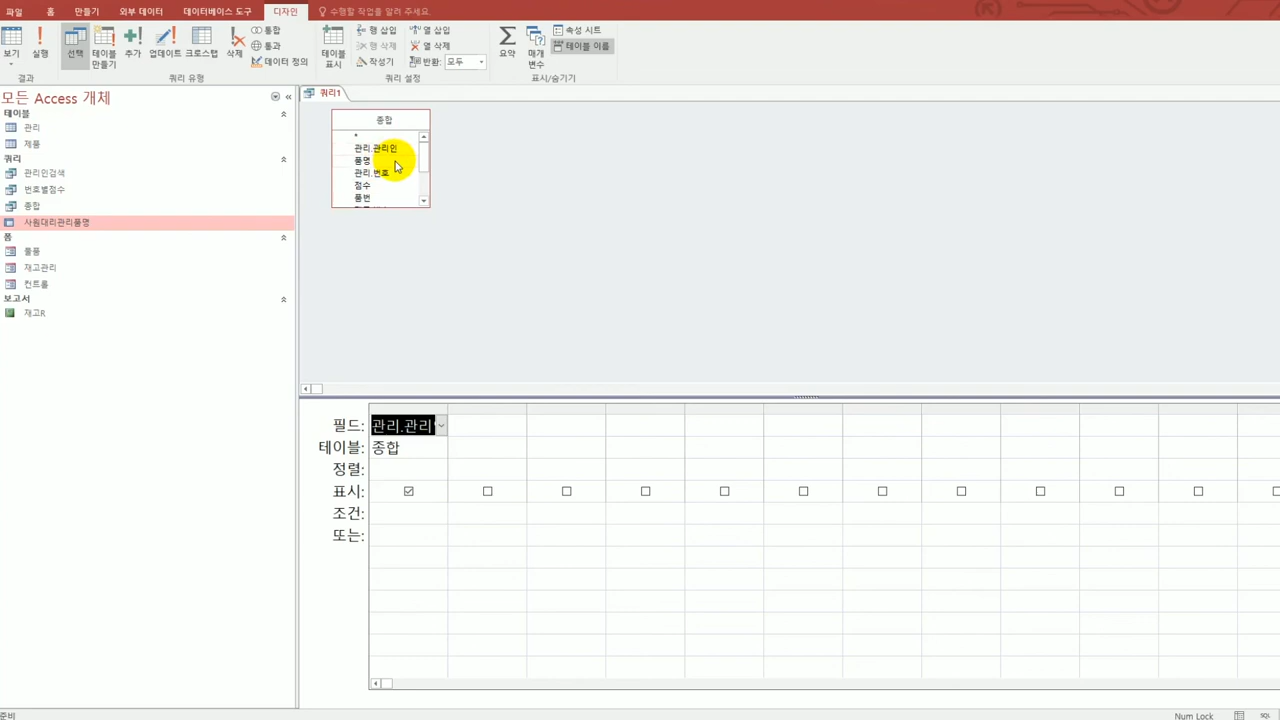 파일 홈 만들기 외부 데이터 데이터베이스 도구 디자인 수행할 작업을 알려 주세요.
보기 실행 선택 테이블 만들기 추가 업데이트 크로스탭 삭제 통합 통과 데이터 정의 테이블 표시 행 삽입 행 삭제 작성기 열 삽입 열 삭제 반환: 모두 요약 매개 변수 속성 시트 테이블 이름
결과 쿼리 유형 쿼리 설정 표시/숨기기
모든 Access 개체
테이블
관리
제품
쿼리
관리인검색
번호별점수
종합
사원대리관리품명
폼
재고관리
컨트롤
보고서
재고R
쿼리1
종합
*
관리.관리인
품명
관리.번호
점수
품번
필드: 관리.관리
테이블: 종합
정렬:
표시:
조건:
또는:
준비
Num Lock
SQL